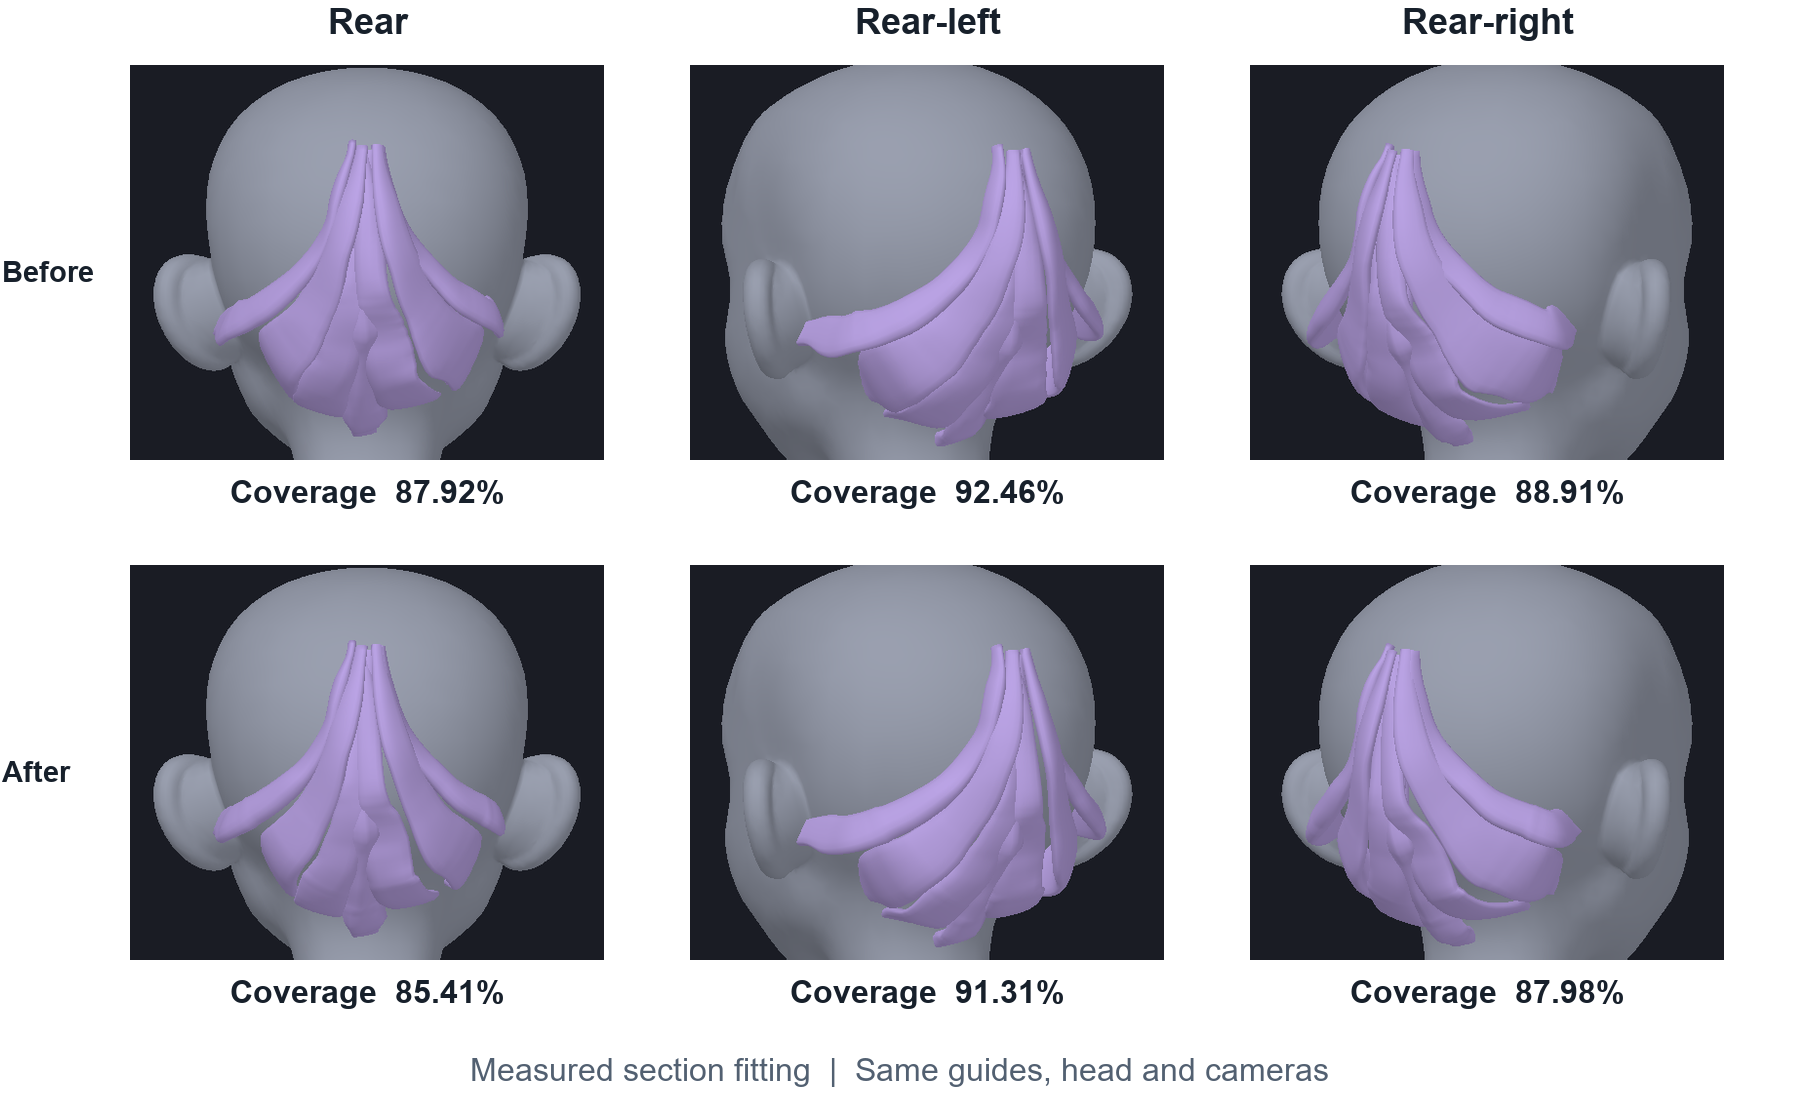 Rear Rear-left Rear-right
Before
Coverage 87.92% Coverage 92.46% Coverage 88.91%
After
Coverage 85.41% Coverage 91.31% Coverage 87.98%
Measured section fitting | Same guides, head and cameras